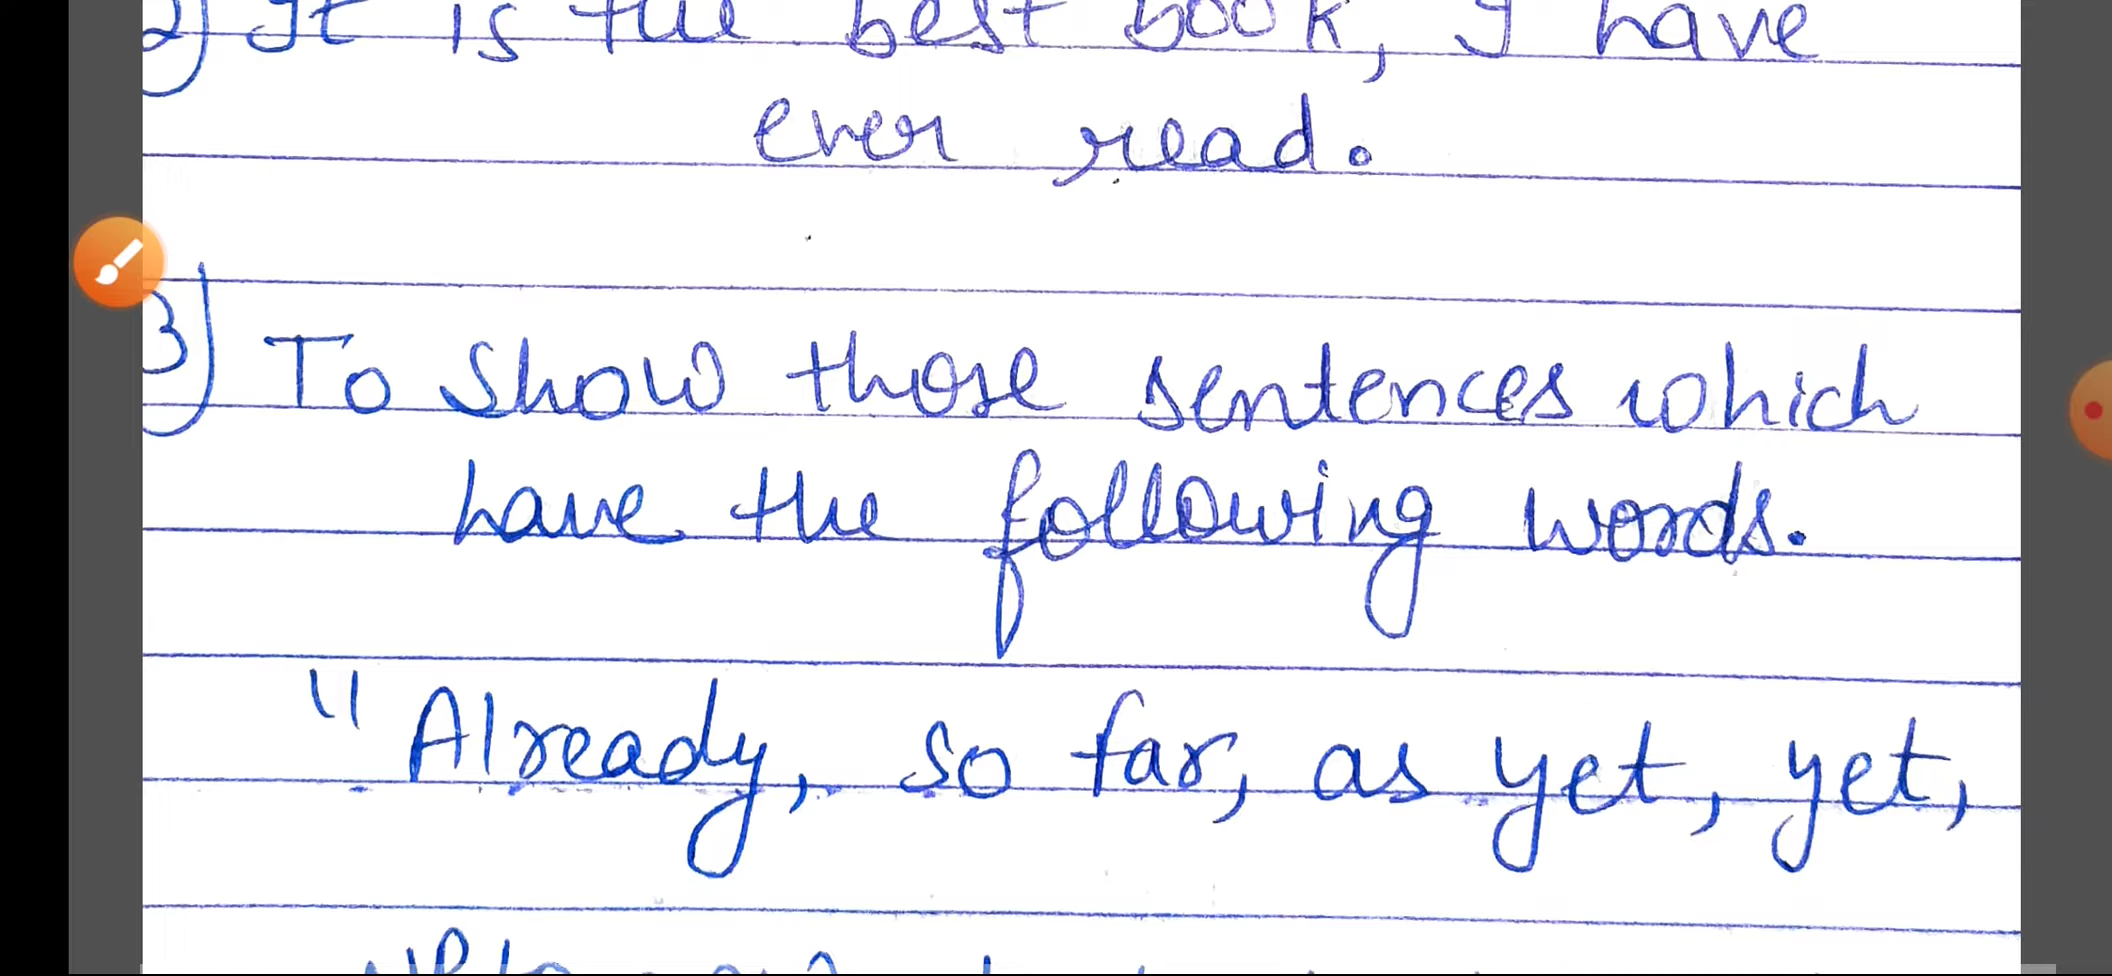 2) It is the best book, I have
ever read.
3) To show those sentences which
have the following words.
"Already, so far, as yet, yet,